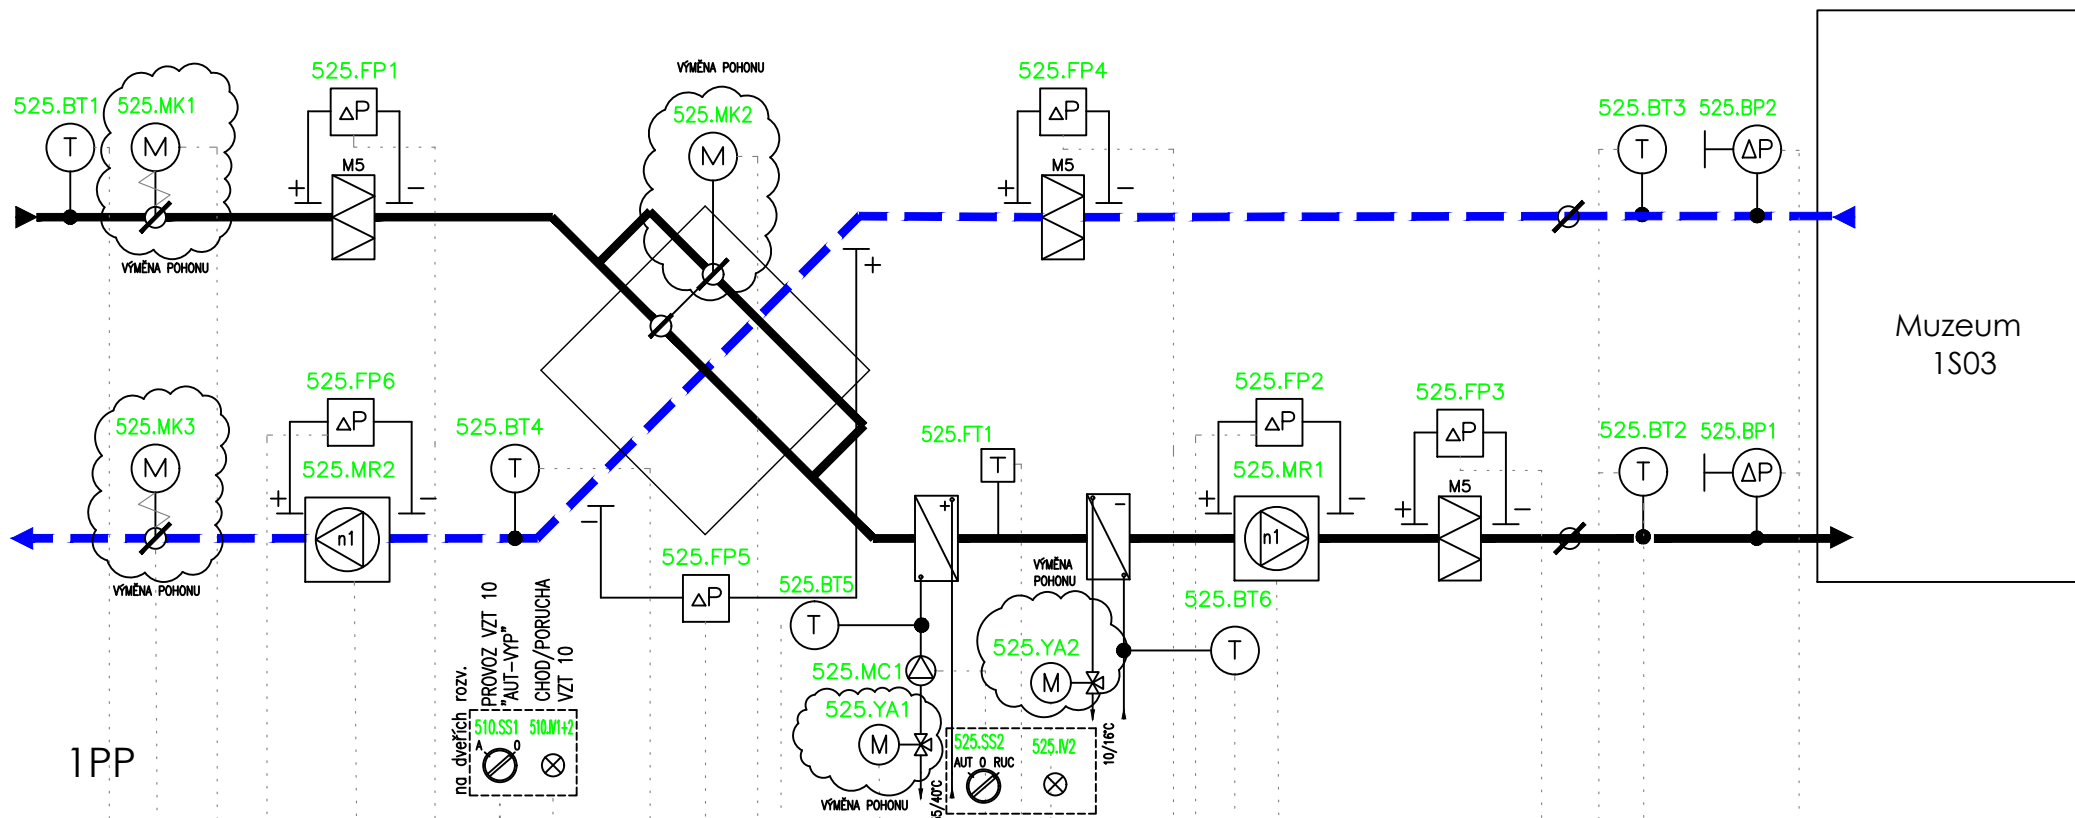 VÝMĚNA POHONU
525.FP1
525.FP4
525.BT1
525.MK1
525.MK2
525.BT3
525.BP2
T
M
ΔP
M
ΔP
T
ΔP
M5
M5
+
−
+
−
VÝMĚNA POHONU
+
Muzeum
1S03
525.FP6
525.FP2
525.FP3
525.MK3
525.BT4
525.FT1
525.BT2
525.BP1
M
ΔP
T
T
ΔP
ΔP
T
ΔP
525.MR2
525.MR1
M5
+
−
−
+
−
+
−
+
−
n1
n1
525.FP5
VÝMĚNA
POHONU
VÝMĚNA POHONU
ΔP
525.BT5
525.BT6
T
T
525.MC1
525.YA2
M
525.YA1
M
VÝMĚNA POHONU
na dveřích rozv.
PROVOZ VZT 10
"AUT-VYP"
CHOD/PORUCHA
VZT 10
510.SS1
510.IV1+2
A
O
525.SS2
525.IV2
AUT O RUC
10/16°C
/40°C
1PP